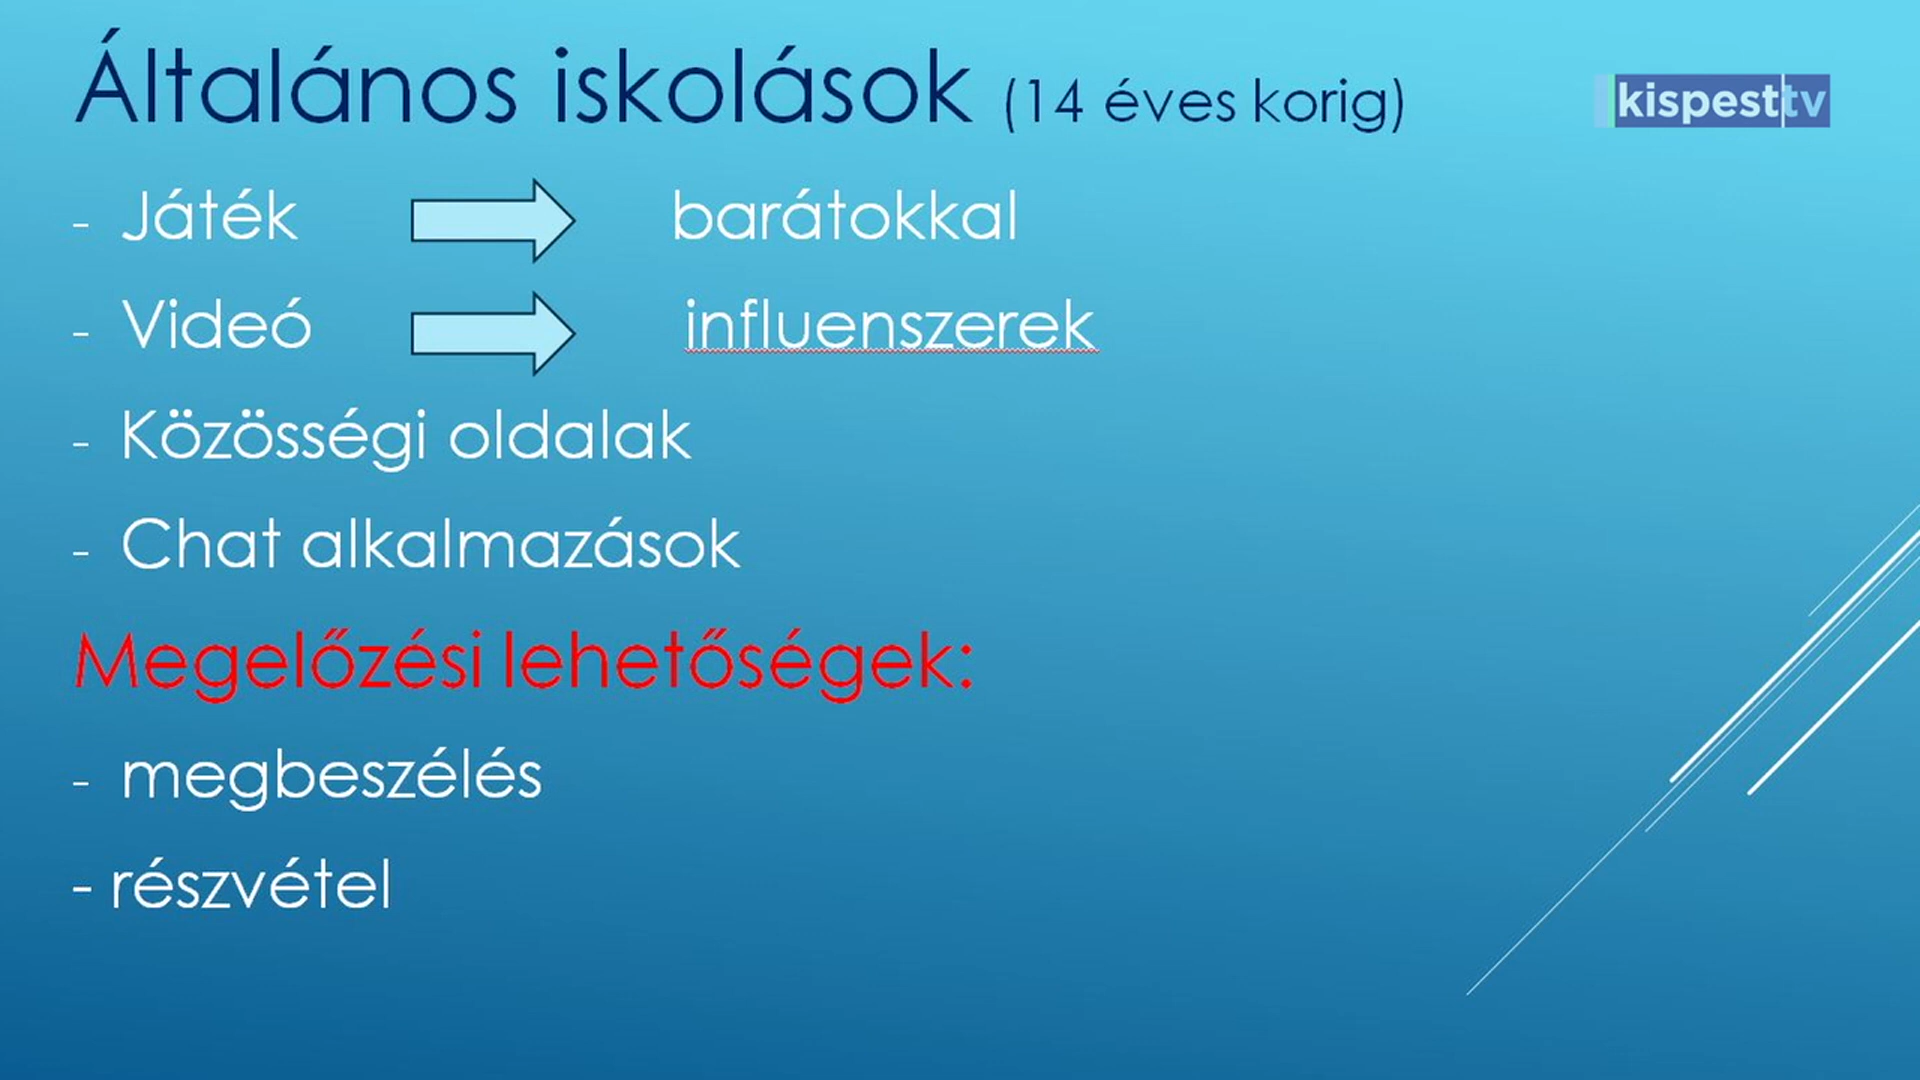 Általános iskolások (14 éves korig)
kispesttv
- Játék barátokkal
- Videó influenszerek
- Közösségi oldalak
- Chat alkalmazások
Megelőzési lehetőségek:
- megbeszélés
- részvétel